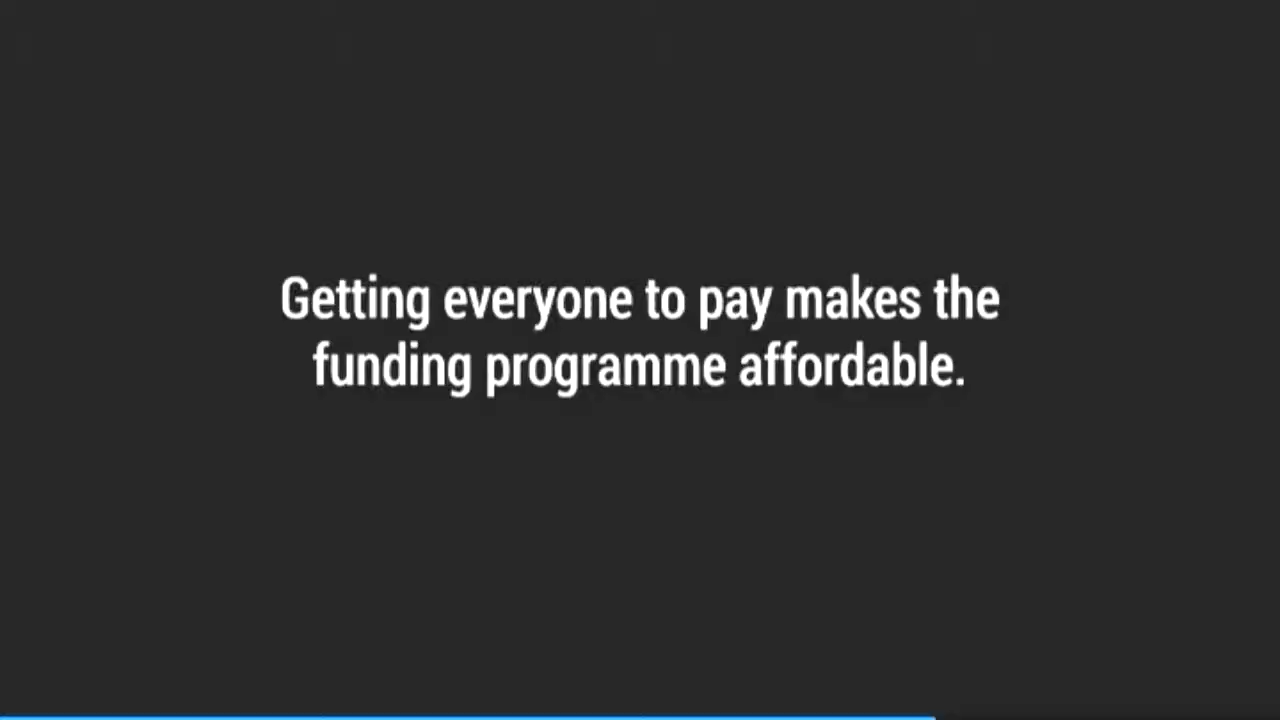 Getting everyone to pay makes the
funding programme affordable.